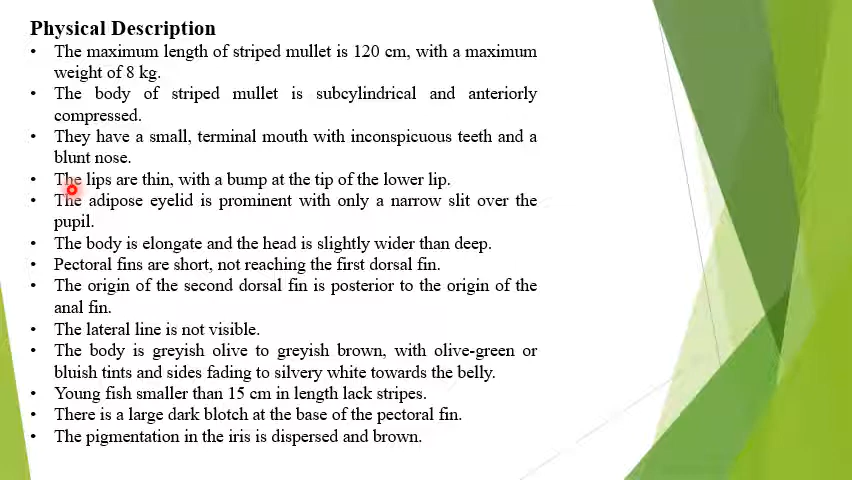 Physical Description
• The maximum length of striped mullet is 120 cm, with a maximum
weight of 8 kg.
• The body of striped mullet is subcylindrical and anteriorly
compressed.
• They have a small, terminal mouth with inconspicuous teeth and a
blunt nose.
• The lips are thin, with a bump at the tip of the lower lip.
• The adipose eyelid is prominent with only a narrow slit over the
pupil.
• The body is elongate and the head is slightly wider than deep.
• Pectoral fins are short, not reaching the first dorsal fin.
• The origin of the second dorsal fin is posterior to the origin of the
anal fin.
• The lateral line is not visible.
• The body is greyish olive to greyish brown, with olive-green or
bluish tints and sides fading to silvery white towards the belly.
• Young fish smaller than 15 cm in length lack stripes.
• There is a large dark blotch at the base of the pectoral fin.
• The pigmentation in the iris is dispersed and brown.